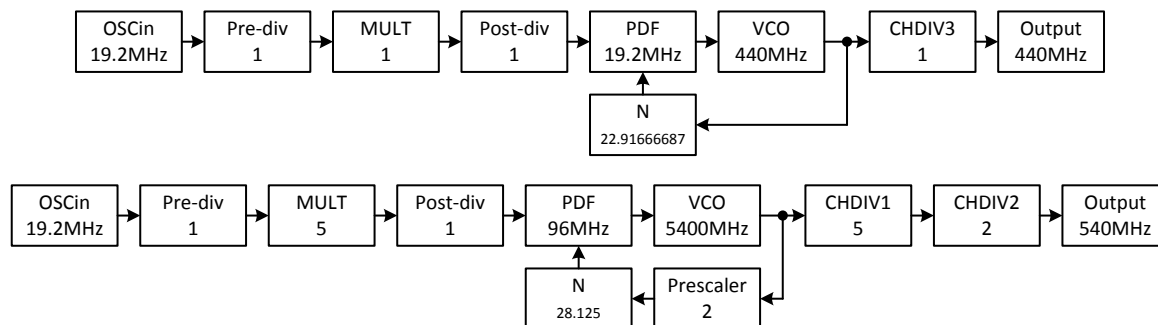 OSCin
19.2MHz
Pre-div
1
MULT
1
Post-div
1
PDF
19.2MHz
VCO
440MHz
CHDIV3
1
Output
440MHz
N
22.91666687
OSCin
19.2MHz
Pre-div
1
MULT
5
Post-div
1
PDF
96MHz
VCO
5400MHz
CHDIV1
5
CHDIV2
2
Output
540MHz
N
28.125
Prescaler
2